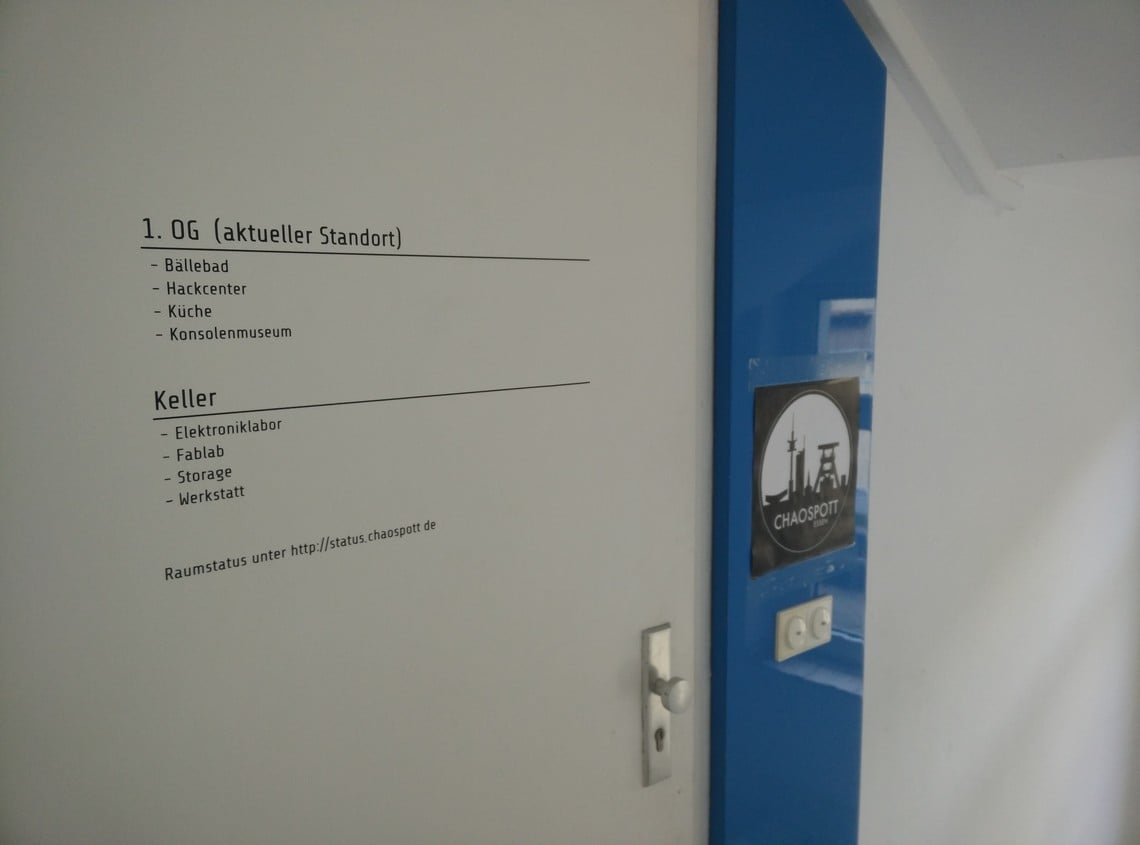 1. OG (aktueller Standort)
- Bällebad
- Hackcenter
- Küche
- Konsolenmuseum
Keller
- Elektroniklabor
- Fablab
- Storage
- Werkstatt
Raumstatus unter http://status.chaospott de
CHAOSPOTT
ESSEN